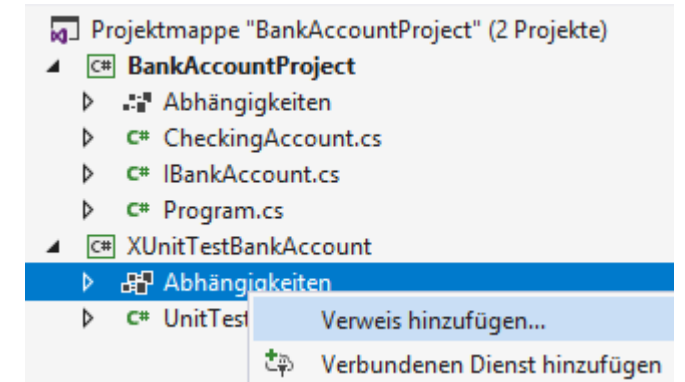 Projektmappe "BankAccountProject" (2 Projekte)
C# BankAccountProject
Abhängigkeiten
C# CheckingAccount.cs
C# IBankAccount.cs
C# Program.cs
C# XUnitTestBankAccount
Abhängigkeiten
C# UnitTest
Verweis hinzufügen...
Verbundenen Dienst hinzufügen